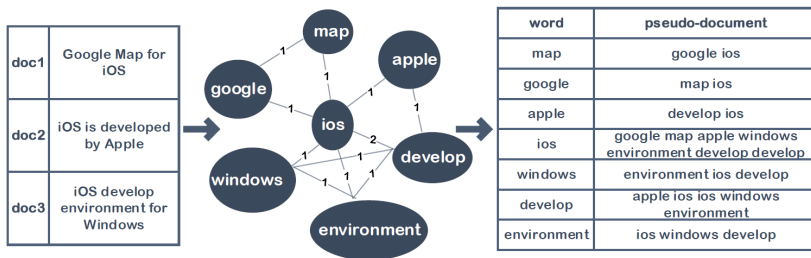 doc1
Google Map for
iOS
doc2
iOS is developed
by Apple
doc3
iOS develop
environment for
Windows
map
apple
google
ios
windows
develop
environment
1
1
1
1
1
2
1
1
1
1
1
word pseudo-document
map google ios
google map ios
apple develop ios
ios google map apple windows
environment develop develop
windows environment ios develop
develop apple ios ios windows
environment
environment ios windows develop